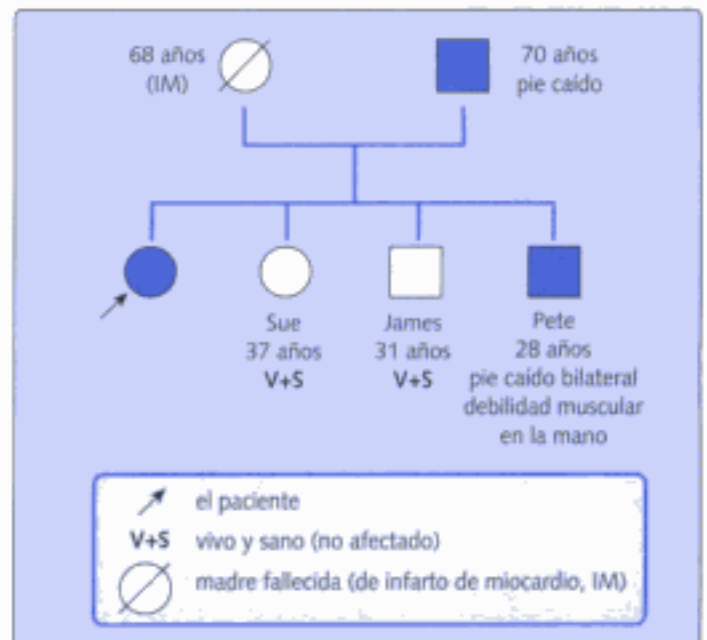 68 años
(IM)
70 años
pie caído
Sue
37 años
V+S
James
31 años
V+S
Pete
28 años
pie caído bilateral
debilidad muscular
en la mano
el paciente
V+S vivo y sano (no afectado)
madre fallecida (de infarto de miocardio, IM)